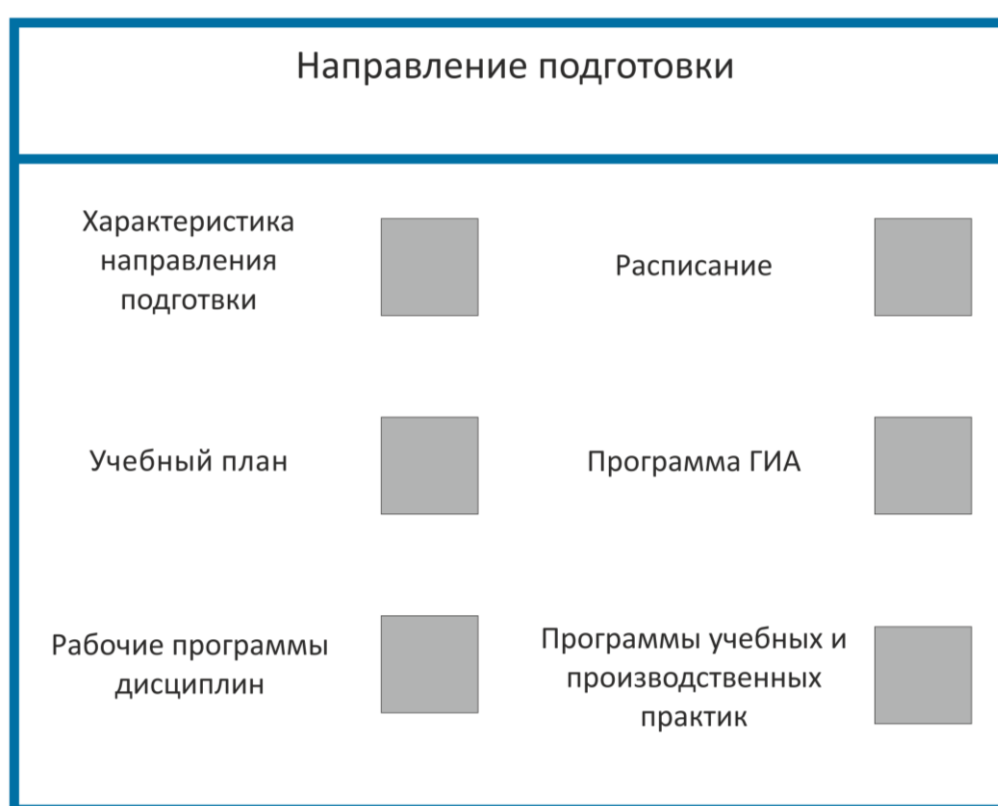 Направление подготовки
Характеристика
направления
подготвки
Расписание
Учебный план
Программа ГИА
Рабочие программы
дисциплин
Программы учебных и
производственных
практик